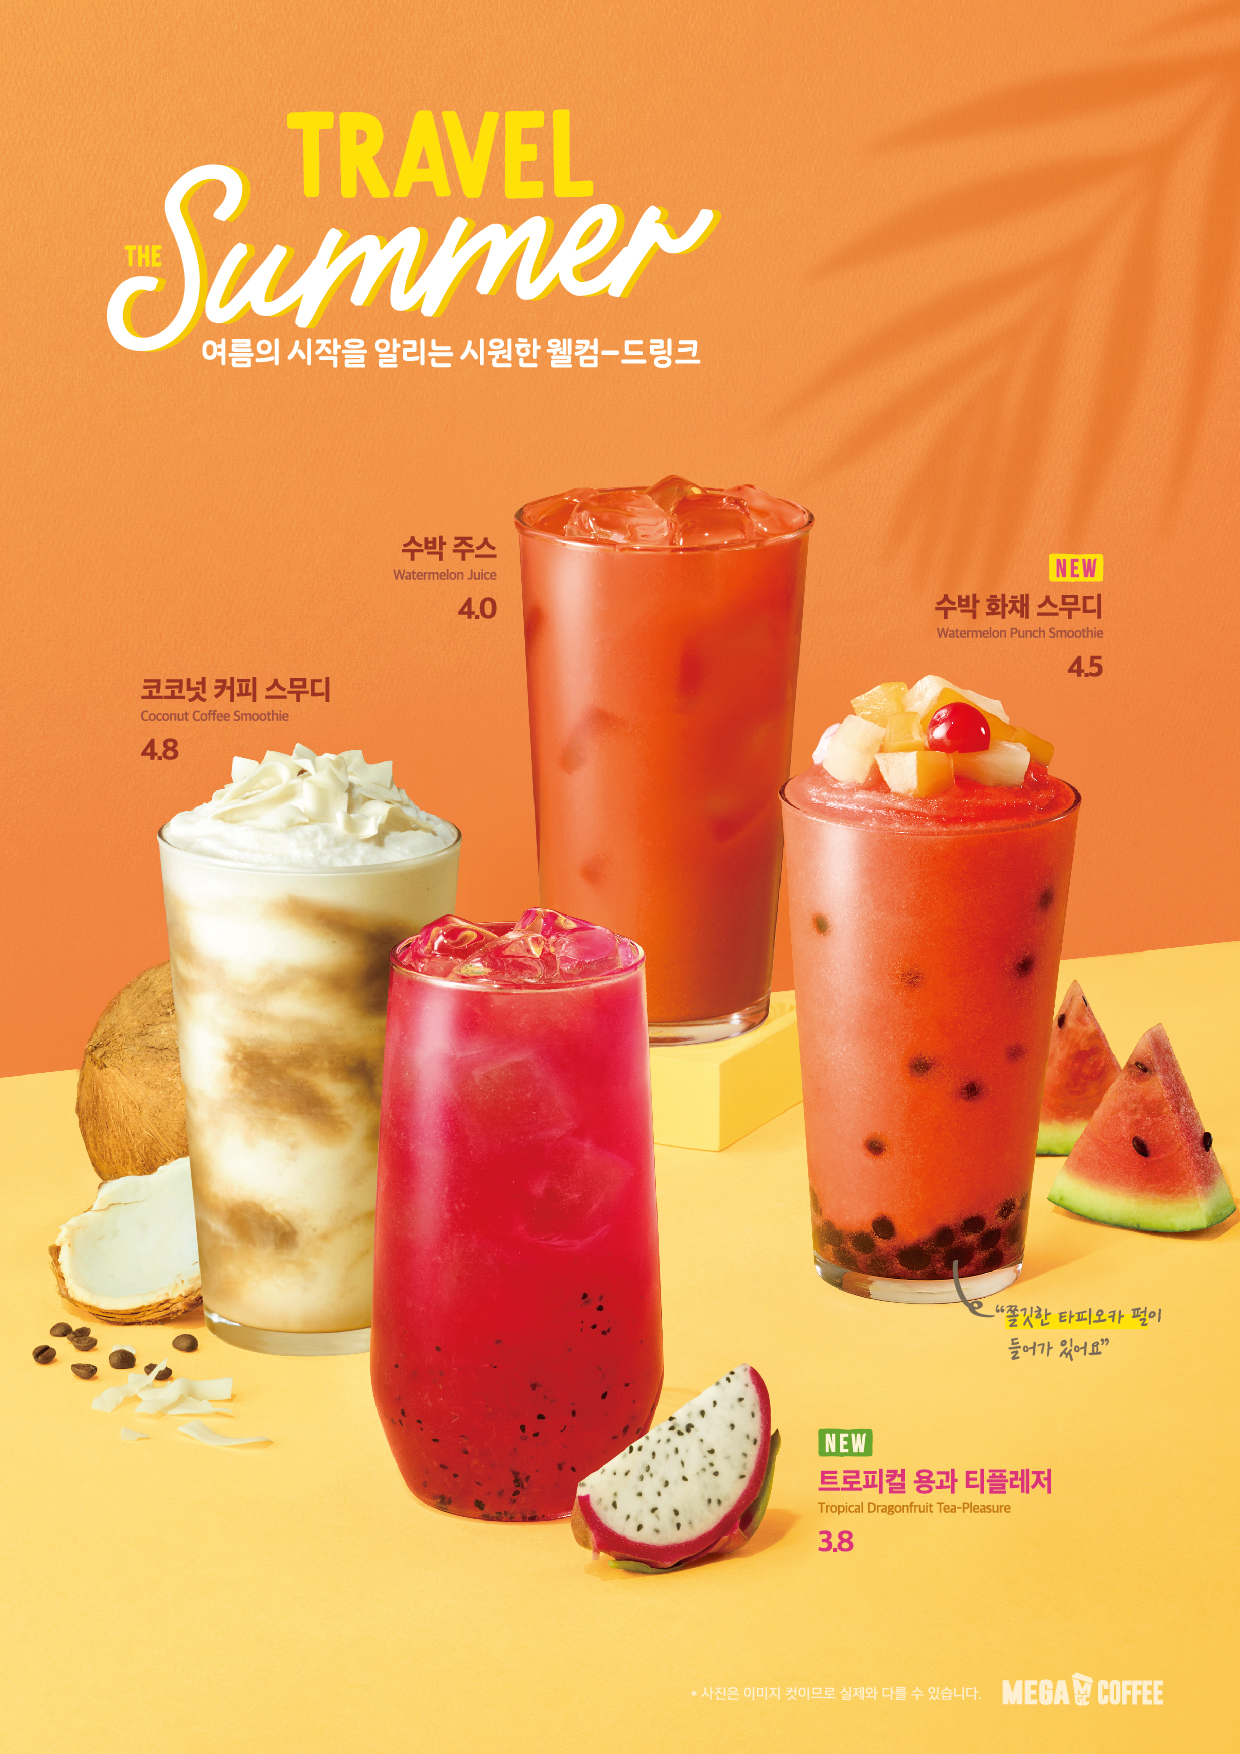 TRAVEL
THE Summer
여름의 시작을 알리는 시원한 웰컴-드링크
수박 주스
Watermelon Juice
4.0
NEW
수박 화채 스무디
Watermelon Punch Smoothie
4.5
코코넛 커피 스무디
Coconut Coffee Smoothie
4.8
“쫄깃한 타피오카 펄이
들어가 있어요”
NEW
트로피컬 용과 티플레저
Tropical Dragonfruit Tea-Pleasure
3.8
* 사진은 이미지 컷이므로 실제와 다를 수 있습니다.
MEGA MGC COFFEE